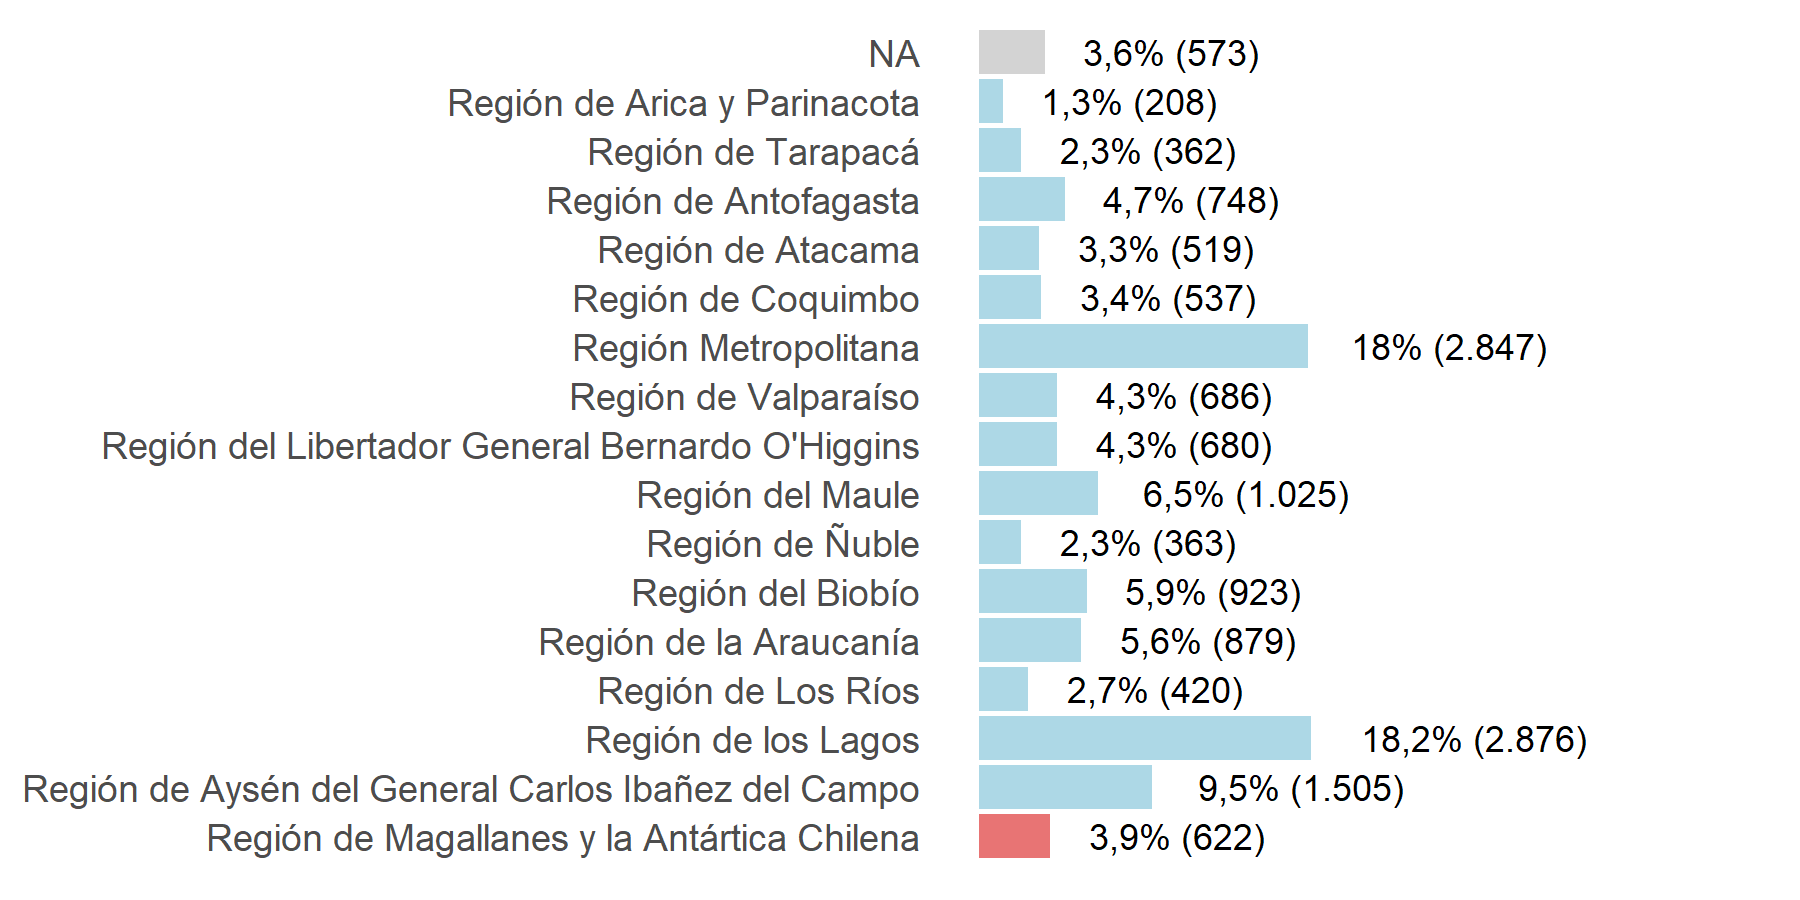 NA 3,6% (573)
Región de Arica y Parinacota 1,3% (208)
Región de Tarapacá 2,3% (362)
Región de Antofagasta 4,7% (748)
Región de Atacama 3,3% (519)
Región de Coquimbo 3,4% (537)
Región Metropolitana 18% (2.847)
Región de Valparaíso 4,3% (686)
Región del Libertador General Bernardo O'Higgins 4,3% (680)
Región del Maule 6,5% (1.025)
Región de Ñuble 2,3% (363)
Región del Biobío 5,9% (923)
Región de la Araucanía 5,6% (879)
Región de Los Ríos 2,7% (420)
Región de los Lagos 18,2% (2.876)
Región de Aysén del General Carlos Ibañez del Campo 9,5% (1.505)
Región de Magallanes y la Antártica Chilena 3,9% (622)